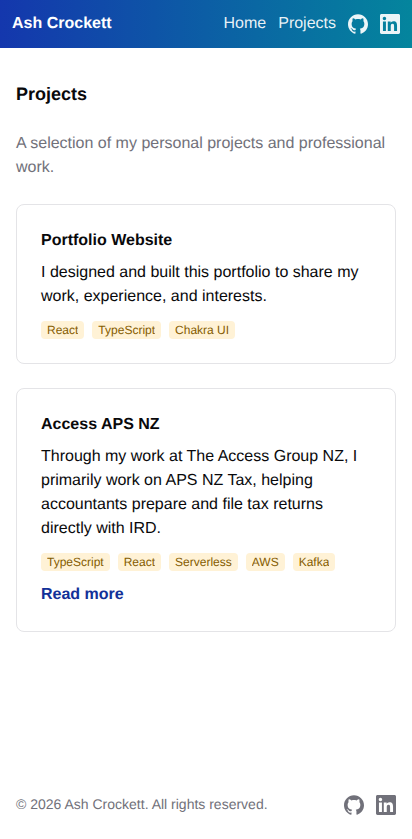 Ash Crockett Home Projects
Projects
A selection of my personal projects and professional
work.
Portfolio Website
I designed and built this portfolio to share my
work, experience, and interests.
React TypeScript Chakra UI
Access APS NZ
Through my work at The Access Group NZ, I
primarily work on APS NZ Tax, helping
accountants prepare and file tax returns
directly with IRD.
TypeScript React Serverless AWS Kafka
Read more
© 2026 Ash Crockett. All rights reserved.